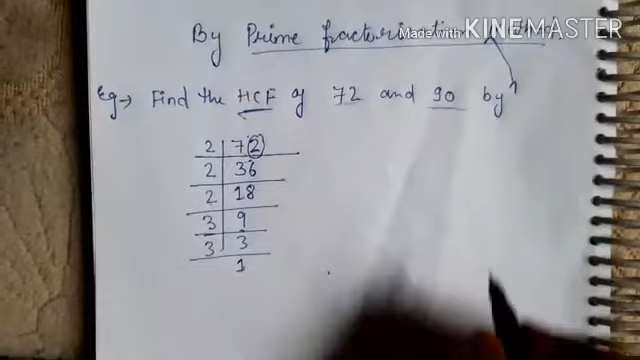 By Prime factorization
Made with KINEMASTER
Eg → Find the HCF of 72 and 90 by
2 | 72
2 | 36
2 | 18
3 | 9
3 | 3
1